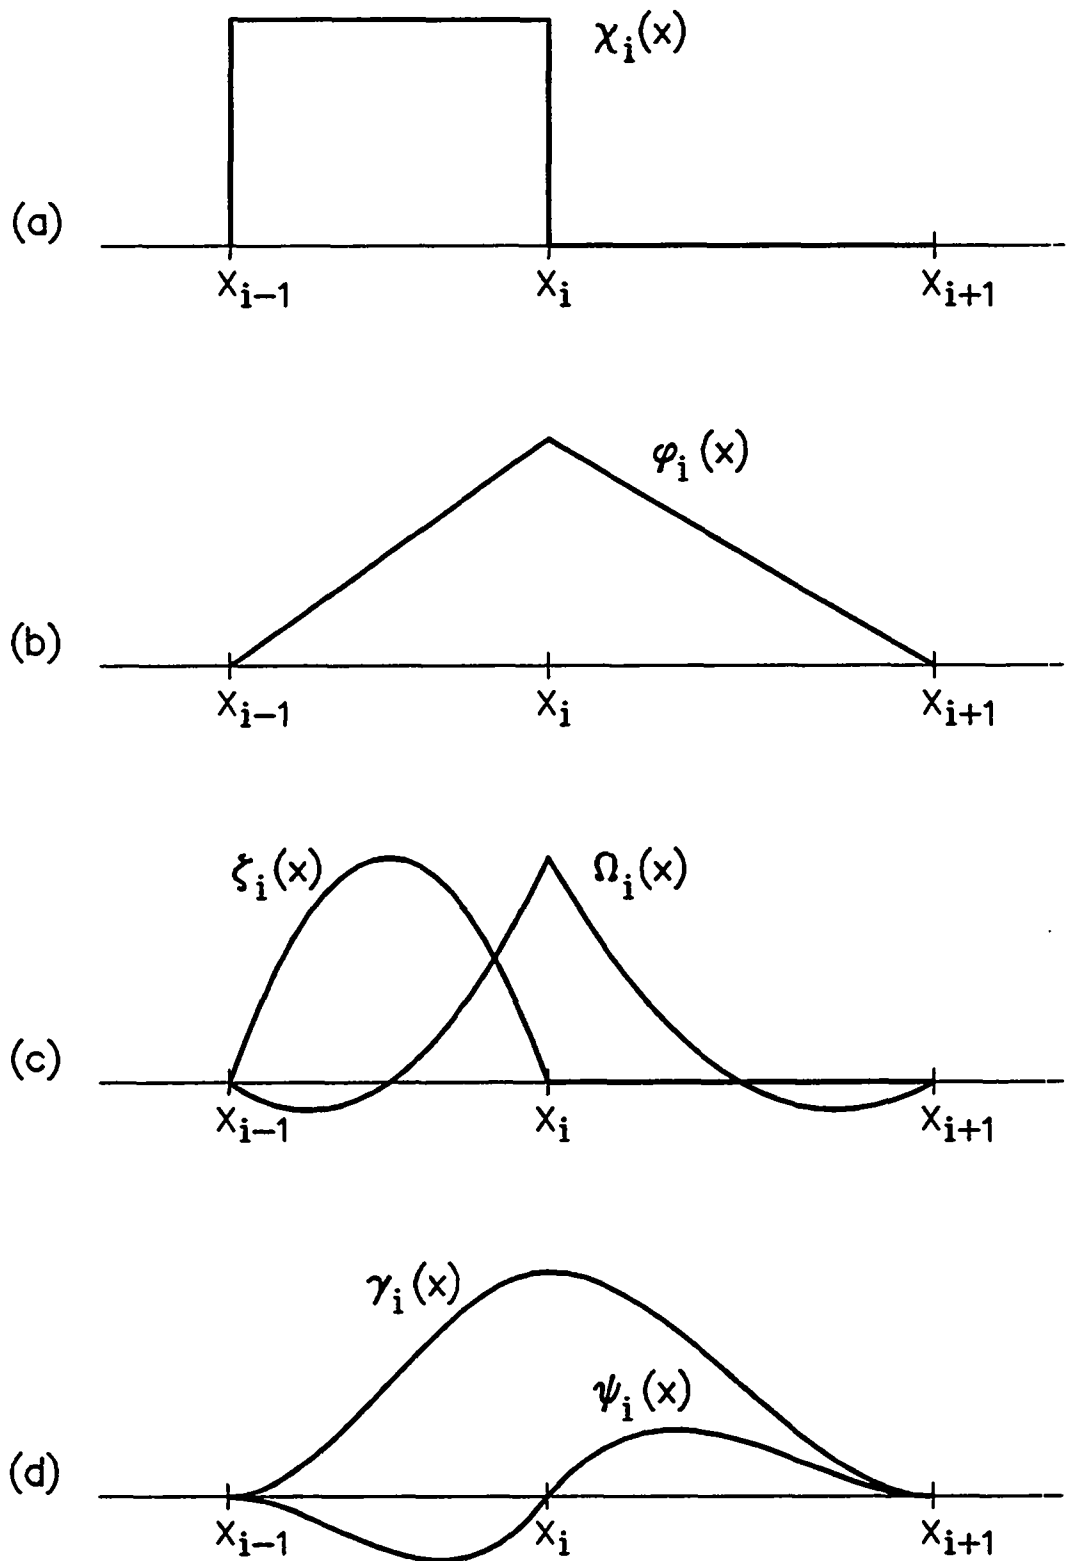 χᵢ(x)
(a)
xᵢ₋₁ xᵢ xᵢ₊₁
φᵢ(x)
(b)
xᵢ₋₁ xᵢ xᵢ₊₁
ζᵢ(x) Ωᵢ(x)
(c)
xᵢ₋₁ xᵢ xᵢ₊₁
γᵢ(x)
ψᵢ(x)
(d)
xᵢ₋₁ xᵢ xᵢ₊₁